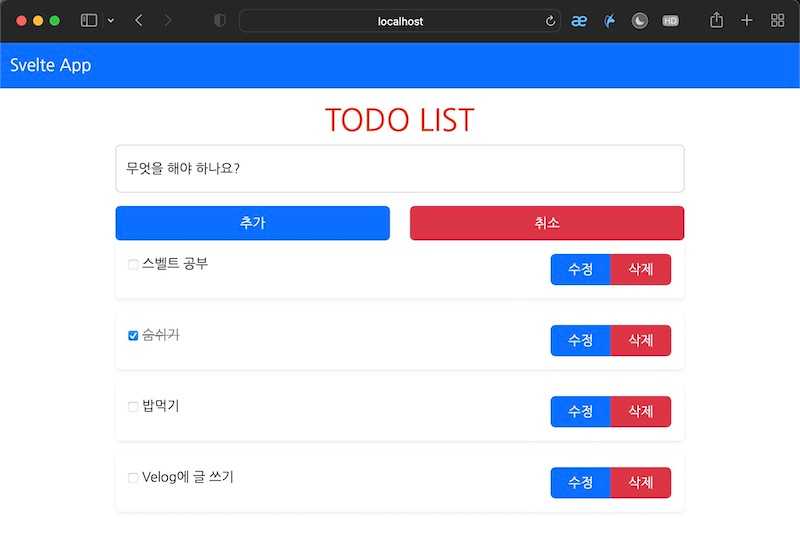 localhost
æ
HD
Svelte App
TODO LIST
무엇을 해야 하나요?
추가 취소
스벨트 공부 수정 삭제
숨쉬기 수정 삭제
밥먹기 수정 삭제
Velog에 글 쓰기 수정 삭제